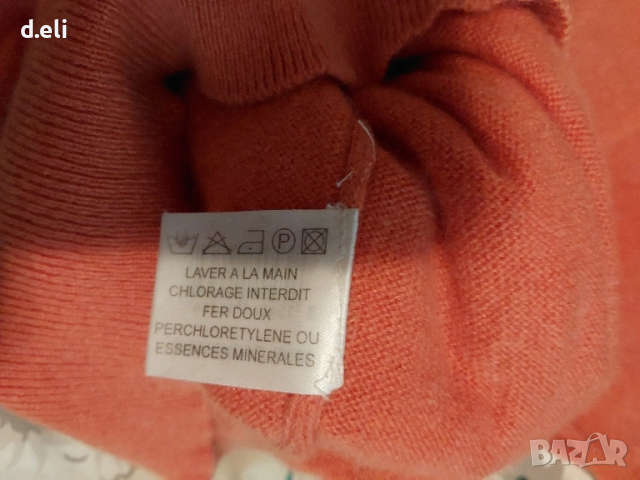 d.eli
P
LAVER A LA MAIN
CHLORAGE INTERDIT
FER DOUX
PERCHLORETYLENE OU
ESSENCES MINERALES
BAZAR